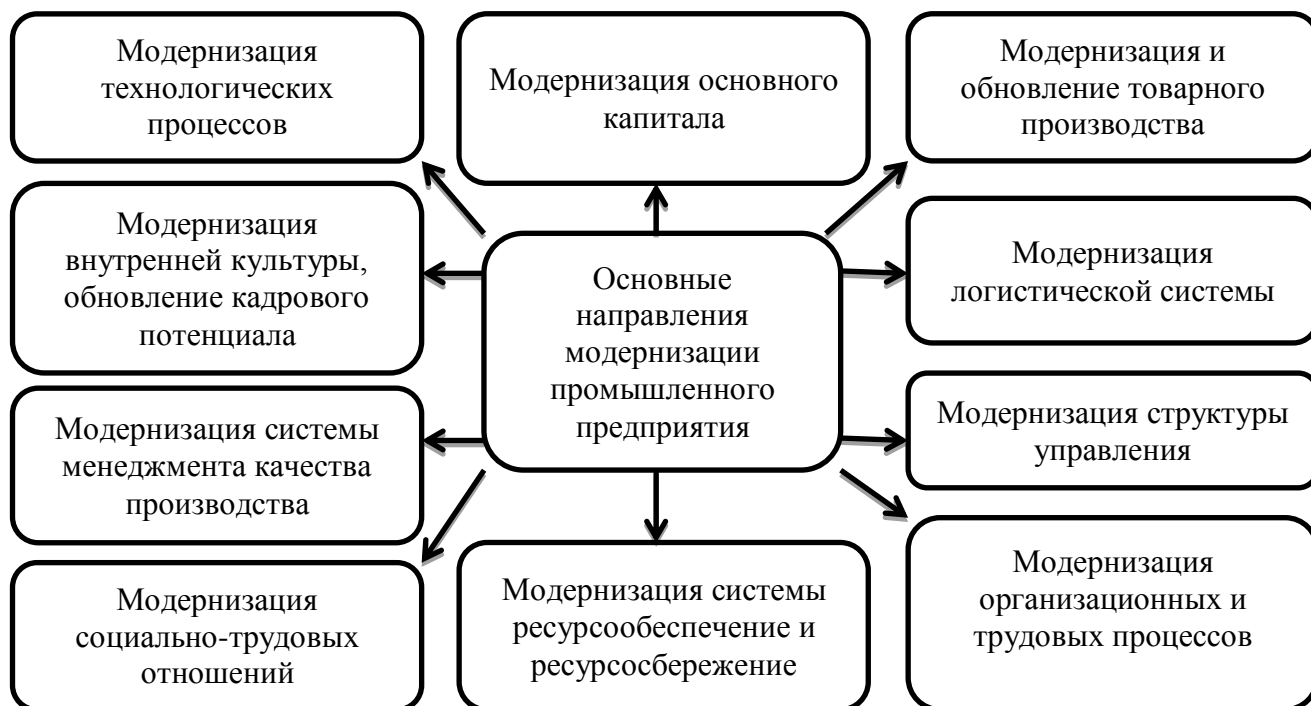 Модернизация
технологических
процессов
Модернизация основного
капитала
Модернизация и
обновление товарного
производства
Модернизация
внутренней культуры,
обновление кадрового
потенциала
Основные
направления
модернизации
промышленного
предприятия
Модернизация
логистической системы
Модернизация системы
менеджмента качества
производства
Модернизация структуры
управления
Модернизация
социально-трудовых
отношений
Модернизация системы
ресурсообеспечение и
ресурсосбережение
Модернизация
организационных и
трудовых процессов